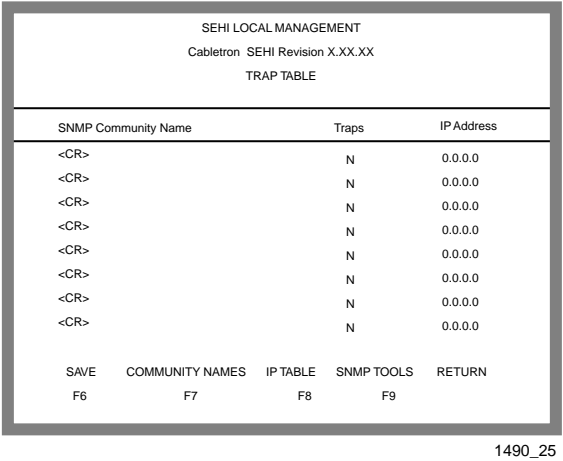 SEHI LOCAL MANAGEMENT
Cabletron SEHI Revision X.XX.XX
TRAP TABLE
SNMP Community Name Traps IP Address
<CR> N 0.0.0.0
<CR> N 0.0.0.0
<CR> N 0.0.0.0
<CR> N 0.0.0.0
<CR> N 0.0.0.0
<CR> N 0.0.0.0
<CR> N 0.0.0.0
<CR> N 0.0.0.0
SAVE COMMUNITY NAMES IP TABLE SNMP TOOLS RETURN
F6 F7 F8 F9
1490_25